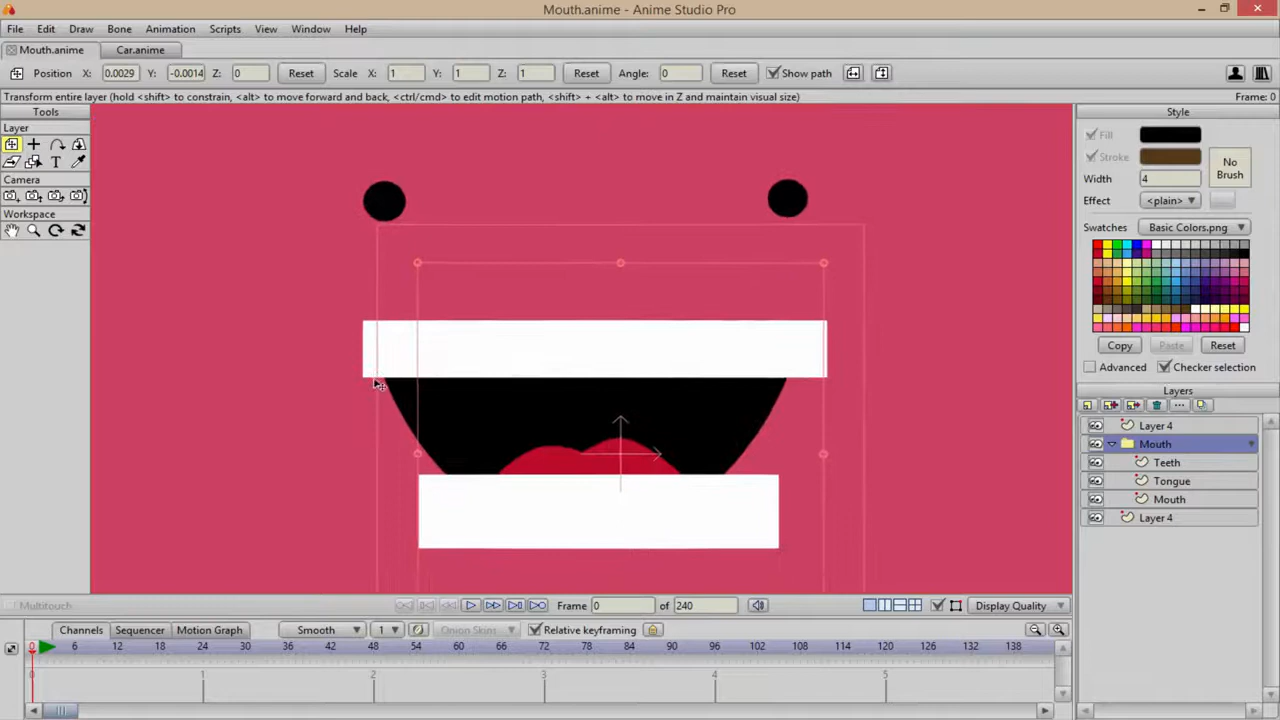 Mouth.anime - Anime Studio Pro
File Edit Draw Bone Animation Scripts View Window Help
Mouth.anime Car.anime
Position X: 0.0029 Y: -0.0014 Z: 0 Reset Scale X: 1 Y: 1 Z: 1 Reset Angle: 0 Reset Show path
Transform entire layer (hold <shift> to constrain, <alt> to move forward and back, <ctrl/cmd> to edit motion path, <shift> + <alt> to move in Z and maintain visual size)
Frame: 0
Tools
Layer
T
Camera
Workspace
Style
Fill
Stroke
No Brush
Width 4
Effect <plain>
Swatches Basic Colors.png
Copy Paste Reset
Advanced Checker selection
Layers
Layer 4
Mouth
Teeth
Tongue
Mouth
Layer 4
Multitouch
Frame 0 of 240 Display Quality
Channels Sequencer Motion Graph Smooth 1 Onion Skins Relative keyframing
0 6 12 18 24 30 36 42 48 54 60 66 72 78 84 90 96 102 108 114 120 126 132 138
0 1 2 3 4 5